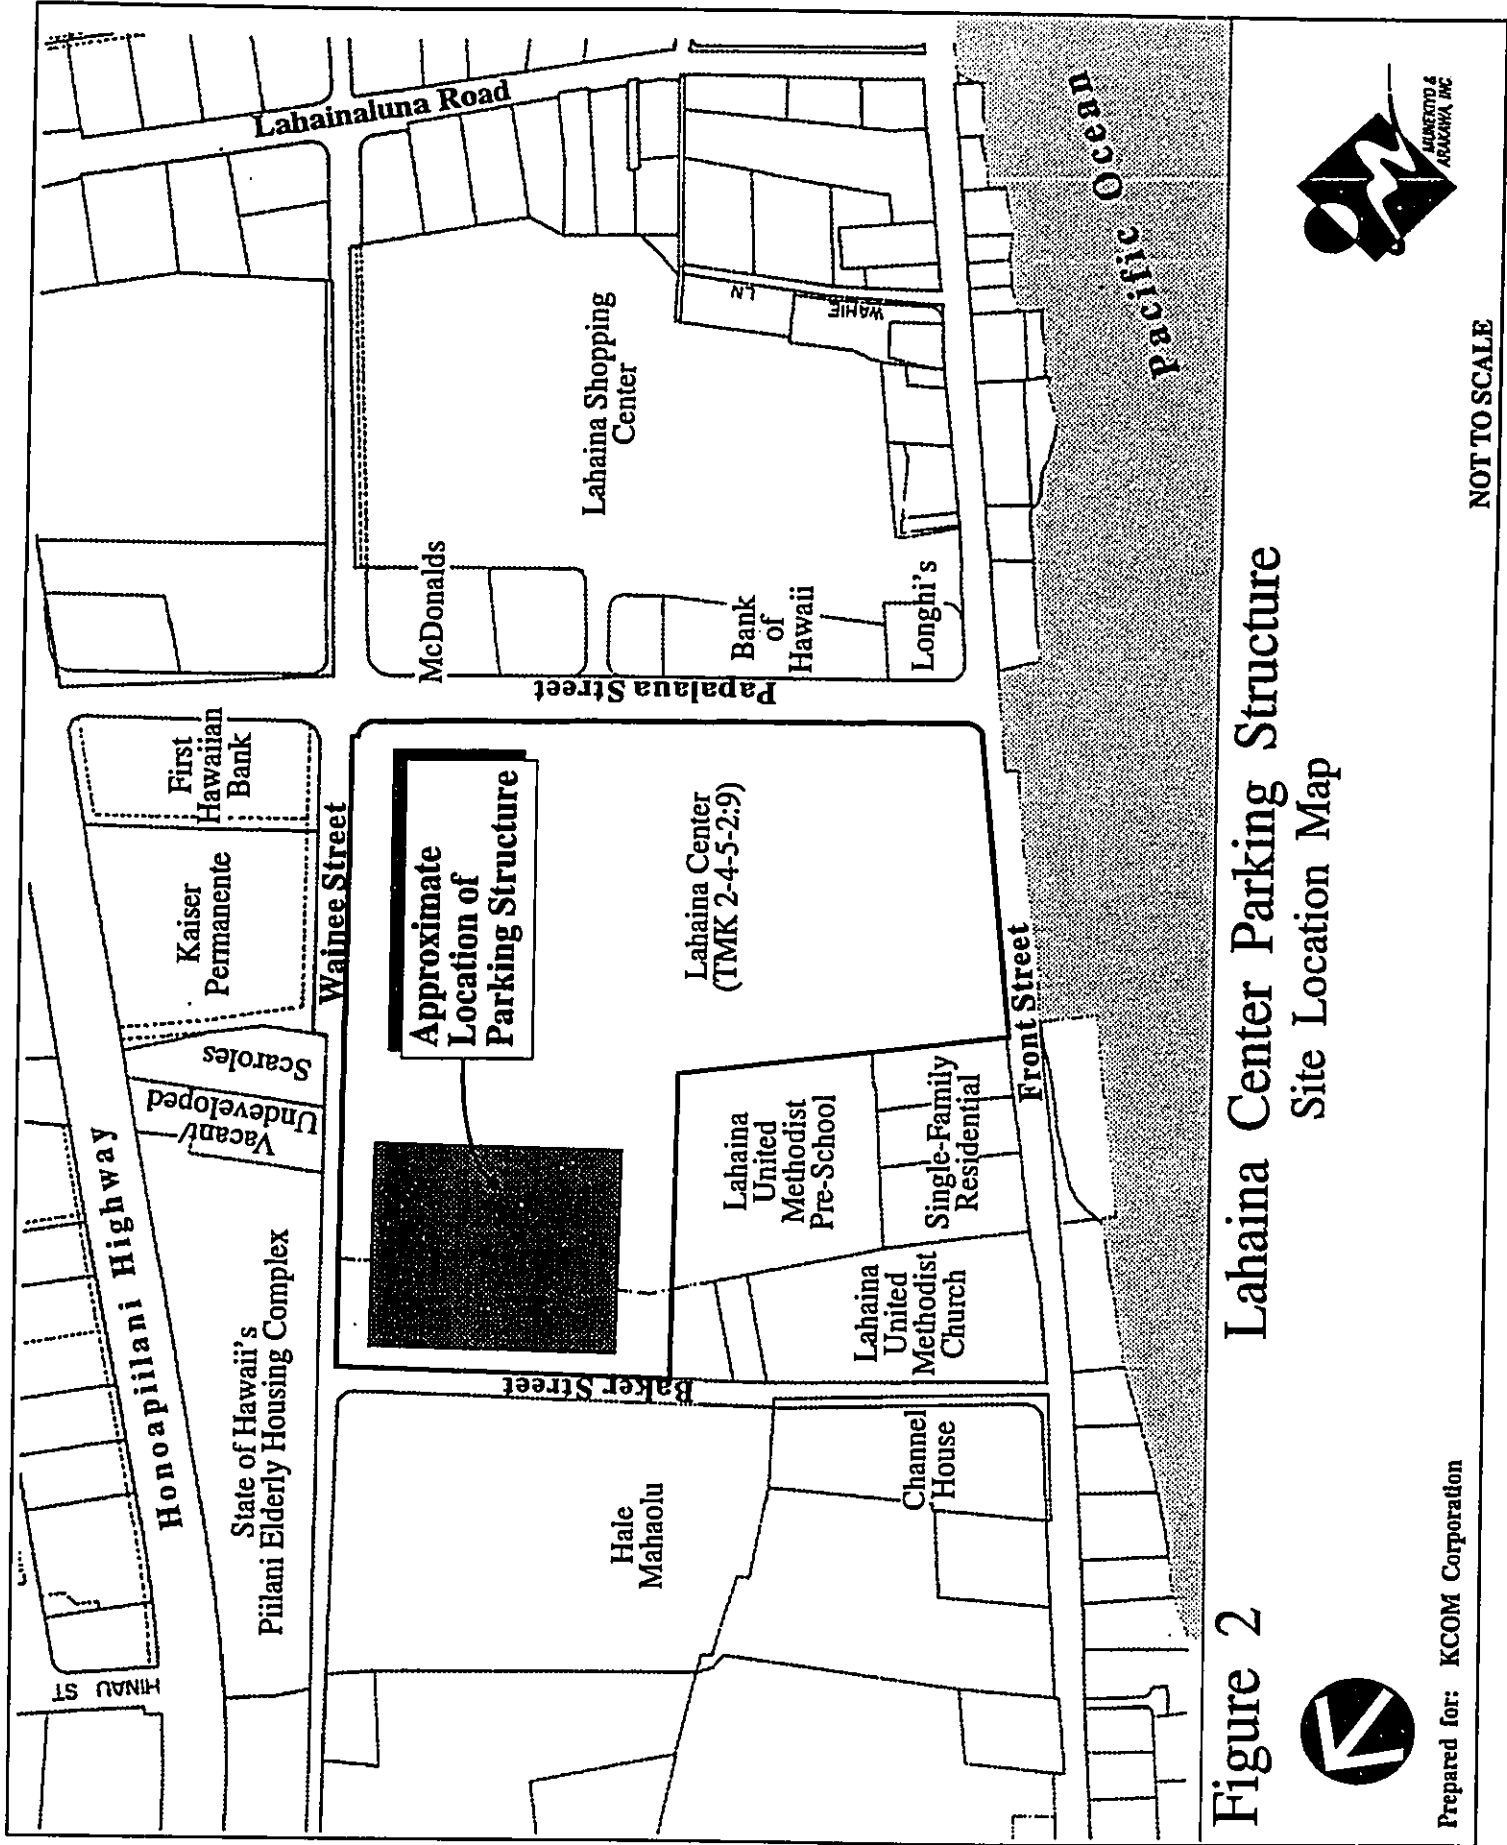 Lahainaluna Road
Pacific Ocean
WAHIE
LN
Lahaina Shopping
Center
McDonalds
Bank
of
Hawaii
Longhi's
Papalaua Street
First
Hawaiian
Bank
Kaiser
Permanente
Wainee Street
Approximate
Location of
Parking Structure
Lahaina Center
(TMK 2-4-5-2:9)
Scaroles
Vacant/
Undeveloped
Honoapiilani Highway
State of Hawaii's
Piilani Elderly Housing Complex
Lahaina
United
Methodist
Pre-School
Single-Family
Residential
Front Street
Lahaina
United
Methodist
Church
Baker Street
Hale
Mahaolu
Channel
House
HINAU ST
Figure 2
Lahaina Center Parking Structure
Site Location Map
NOT TO SCALE
Prepared for: KCOM Corporation
MUNEKIYO &
ARAKAWA, INC.